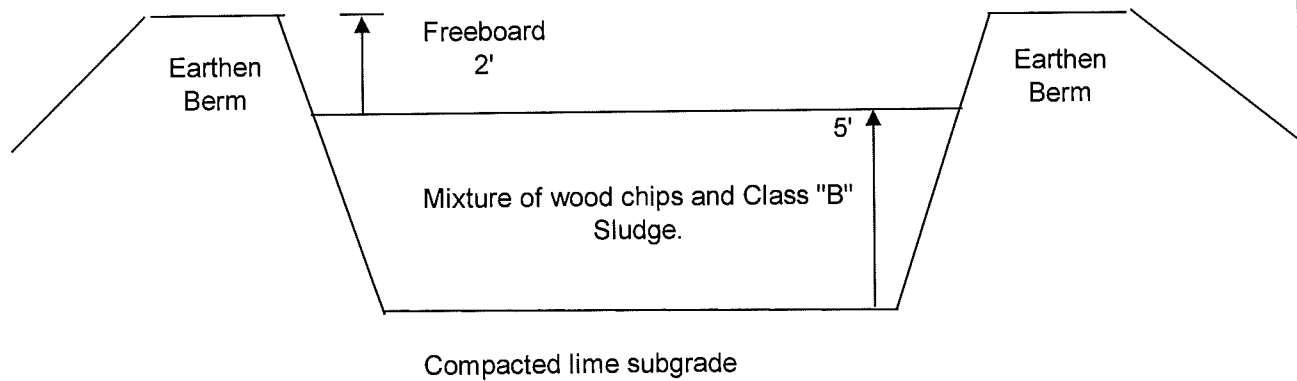 Freeboard
2'
Earthen
Berm
Earthen
Berm
5'
Mixture of wood chips and Class "B"
Sludge.
Compacted lime subgrade